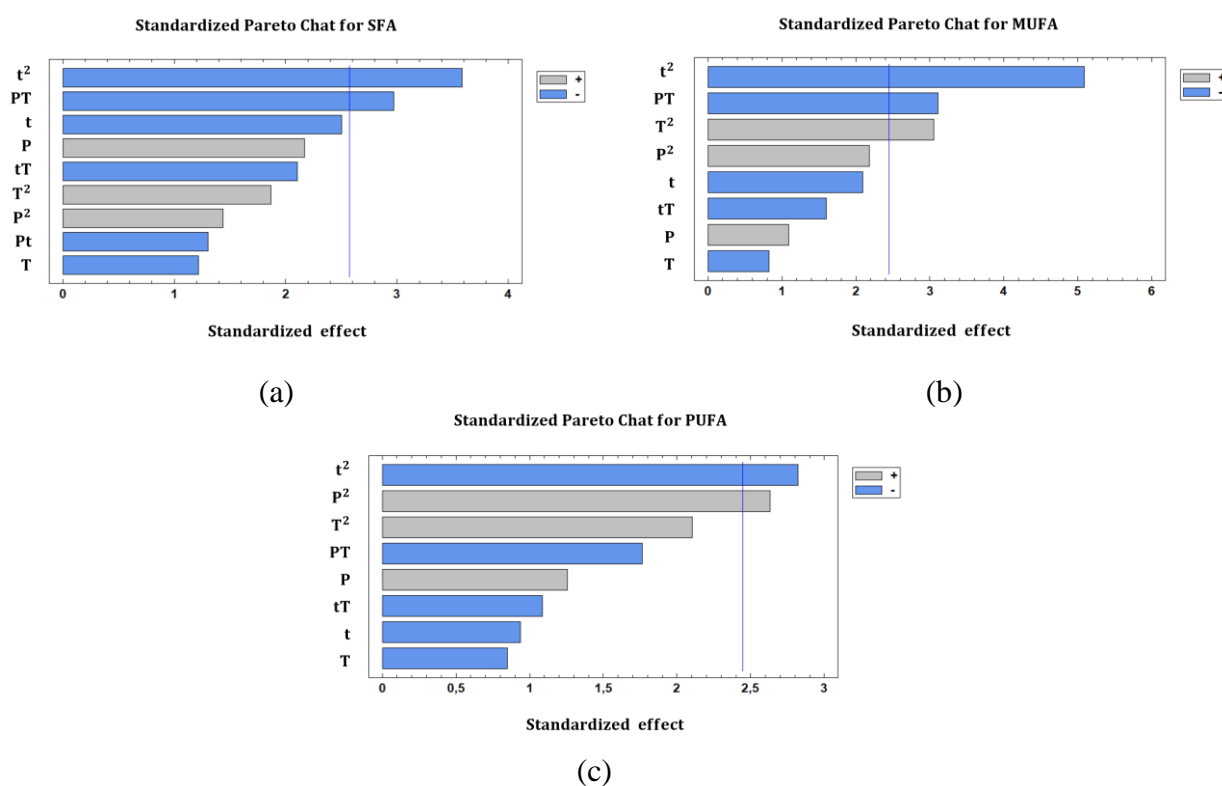 Standardized Pareto Chat for SFA
t²
PT
t
P
tT
T²
P²
Pt
T
0 1 2 3 4
Standardized effect
+
-
(a)
Standardized Pareto Chat for MUFA
t²
PT
T²
P²
t
tT
P
T
0 1 2 3 4 5 6
Standardized effect
+
-
(b)
Standardized Pareto Chat for PUFA
t²
P²
T²
PT
P
tT
t
T
0 0,5 1 1,5 2 2,5 3
Standardized effect
+
-
(c)